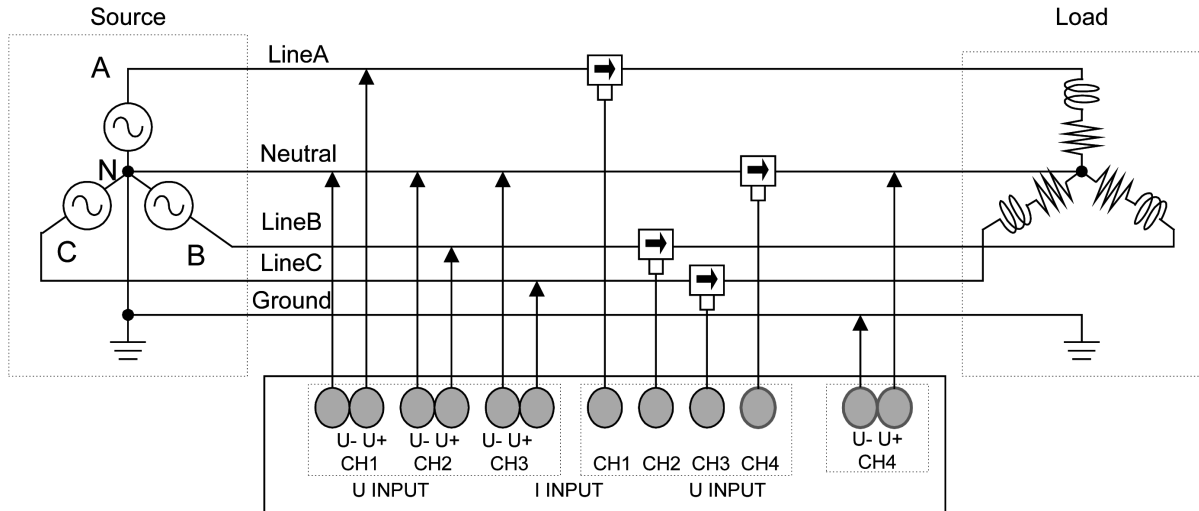 Source
Load
A
LineA
N
Neutral
LineB
C
B
LineC
Ground
U- U+
U- U+
U- U+
U- U+
CH1
CH2
CH3
CH1
CH2
CH3
CH4
CH4
U INPUT
I INPUT
U INPUT